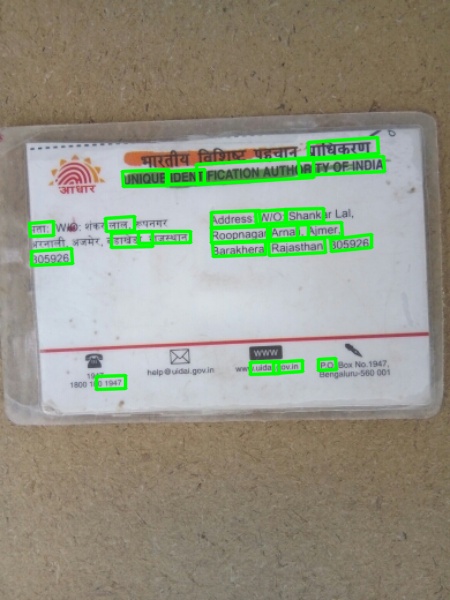 भारतीय विशिष्ट पहचान प्राधिकरण
UNIQUE IDENTIFICATION AUTHORITY OF INDIA
आधार
पता: W/O: शंकर लाल, रूपनगर
अरनाली, अजमेर, बड़ाखेड़ा, राजस्थान
305926
Address: W/O: Shankar Lal,
Roopnagar, Arnali, Ajmer,
Barakhera, Rajasthan, 305926
1947
1800 180 1947
help@uidai.gov.in
WWW
www.uidai.gov.in
P.O. Box No.1947,
Bengaluru-560 001